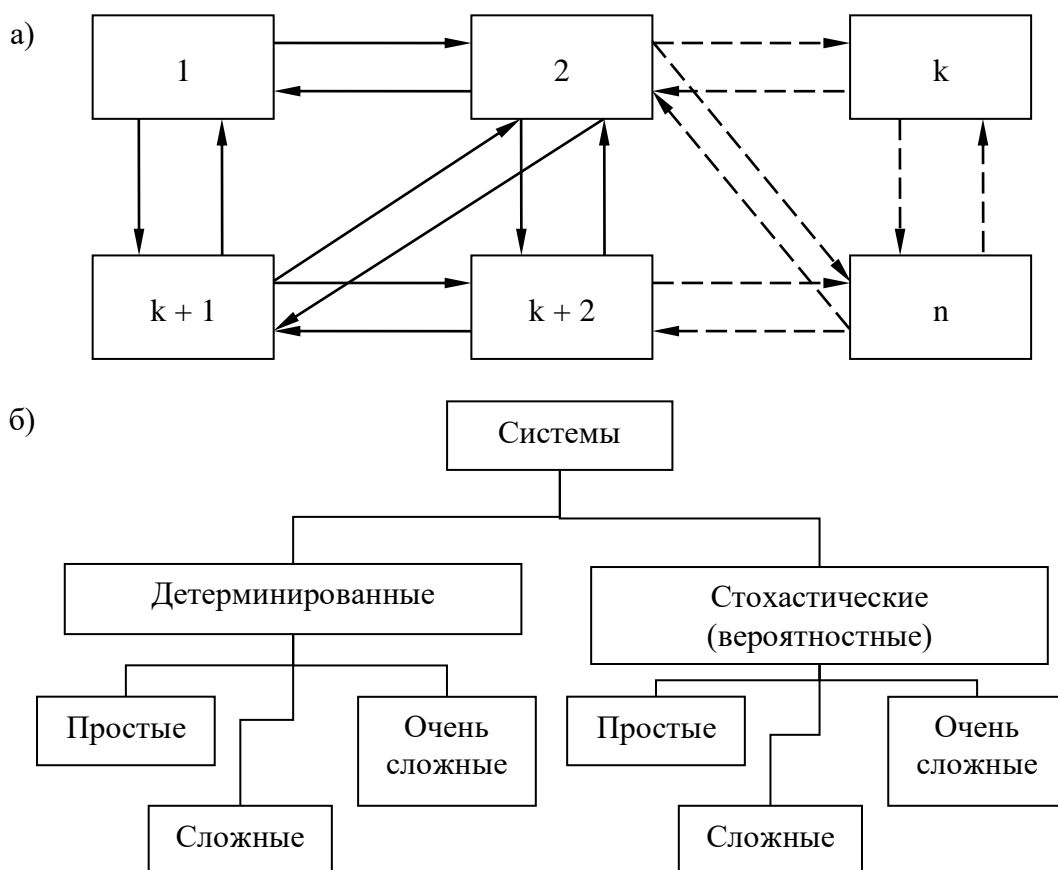 а)
1
2
k
k + 1
k + 2
n
б)
Системы
Детерминированные
Стохастические
(вероятностные)
Простые
Очень
сложные
Сложные
Простые
Очень
сложные
Сложные